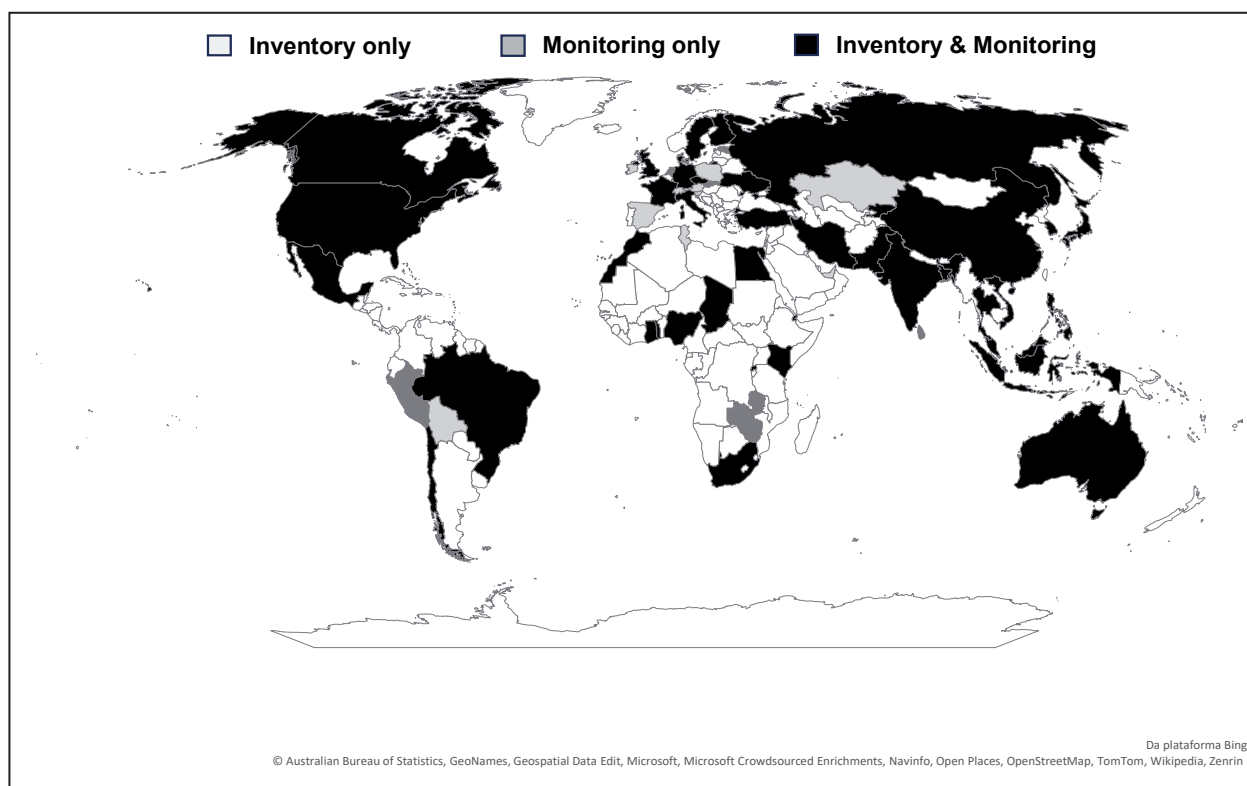 Inventory only Monitoring only Inventory & Monitoring
Da plataforma Bing
© Australian Bureau of Statistics, GeoNames, Geospatial Data Edit, Microsoft, Microsoft Crowdsourced Enrichments, Navinfo, Open Places, OpenStreetMap, TomTom, Wikipedia, Zenrin